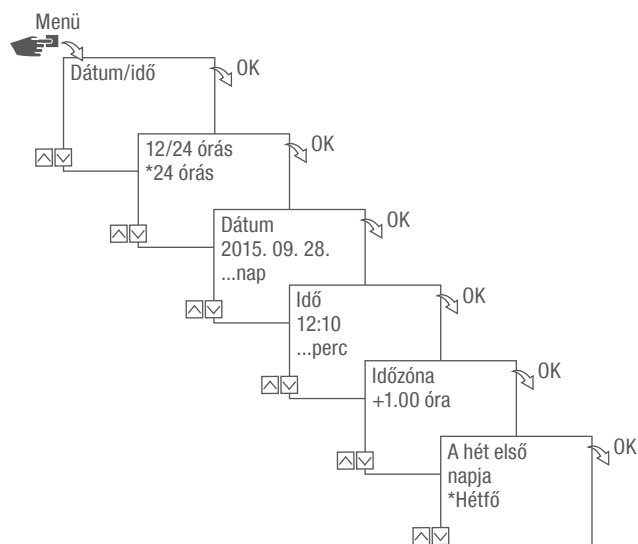 Menü
Dátum/idő
OK
12/24 órás
*24 órás
OK
Dátum
2015. 09. 28.
...nap
OK
Idő
12:10
...perc
OK
Időzóna
+1.00 óra
OK
A hét első
napja
*Hétfő
OK